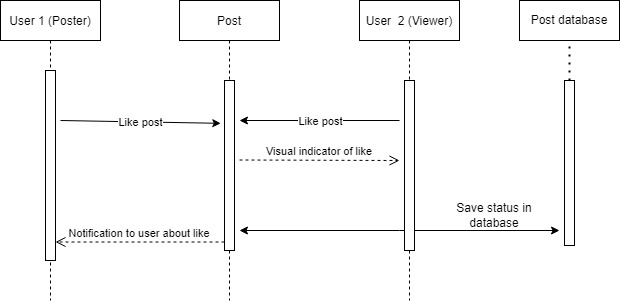 User 1 (Poster)
Post
User  2 (Viewer)
Post database
Like post
Like post
Visual indicator of like
Save status in
database
Notification to user about like